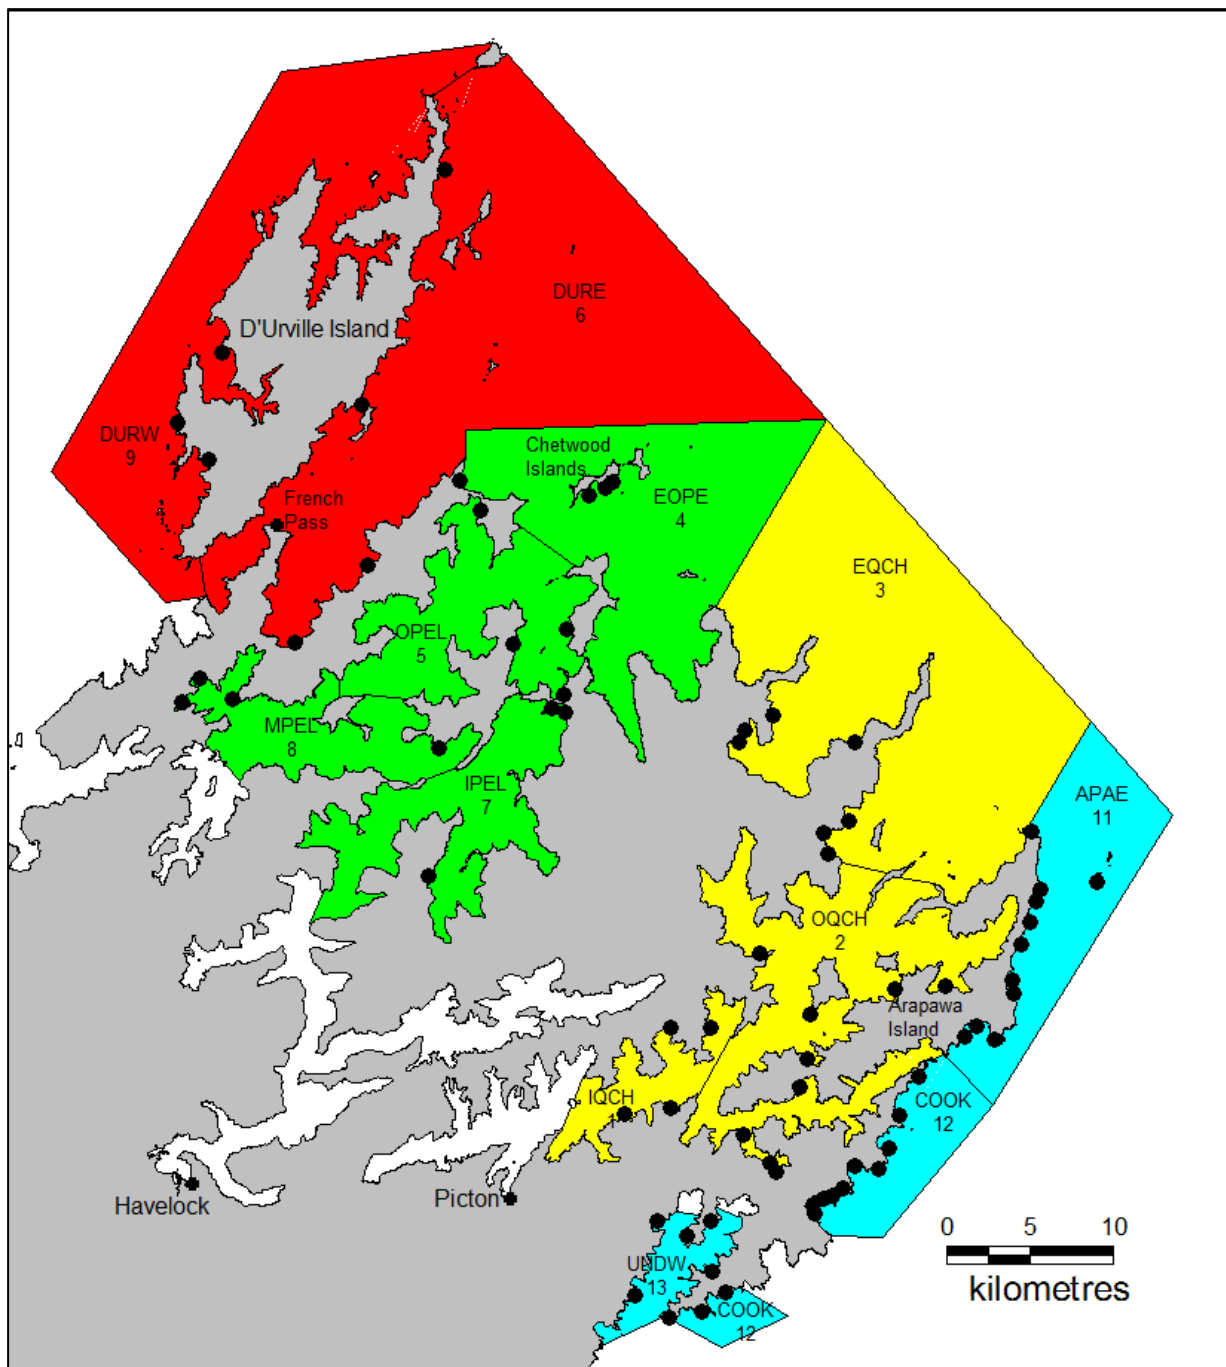 DURE
6
D'Urville Island
DURW
9
Chetwood
Islands
French
Pass
EOPE
4
EQCH
3
OPEL
5
MPEL
8
IPEL
7
APAE
11
OQCH
2
Arapawa
Island
IQCH
1
COOK
12
Havelock
Picton
UNDW
13
COOK
12
0 5 10
kilometres